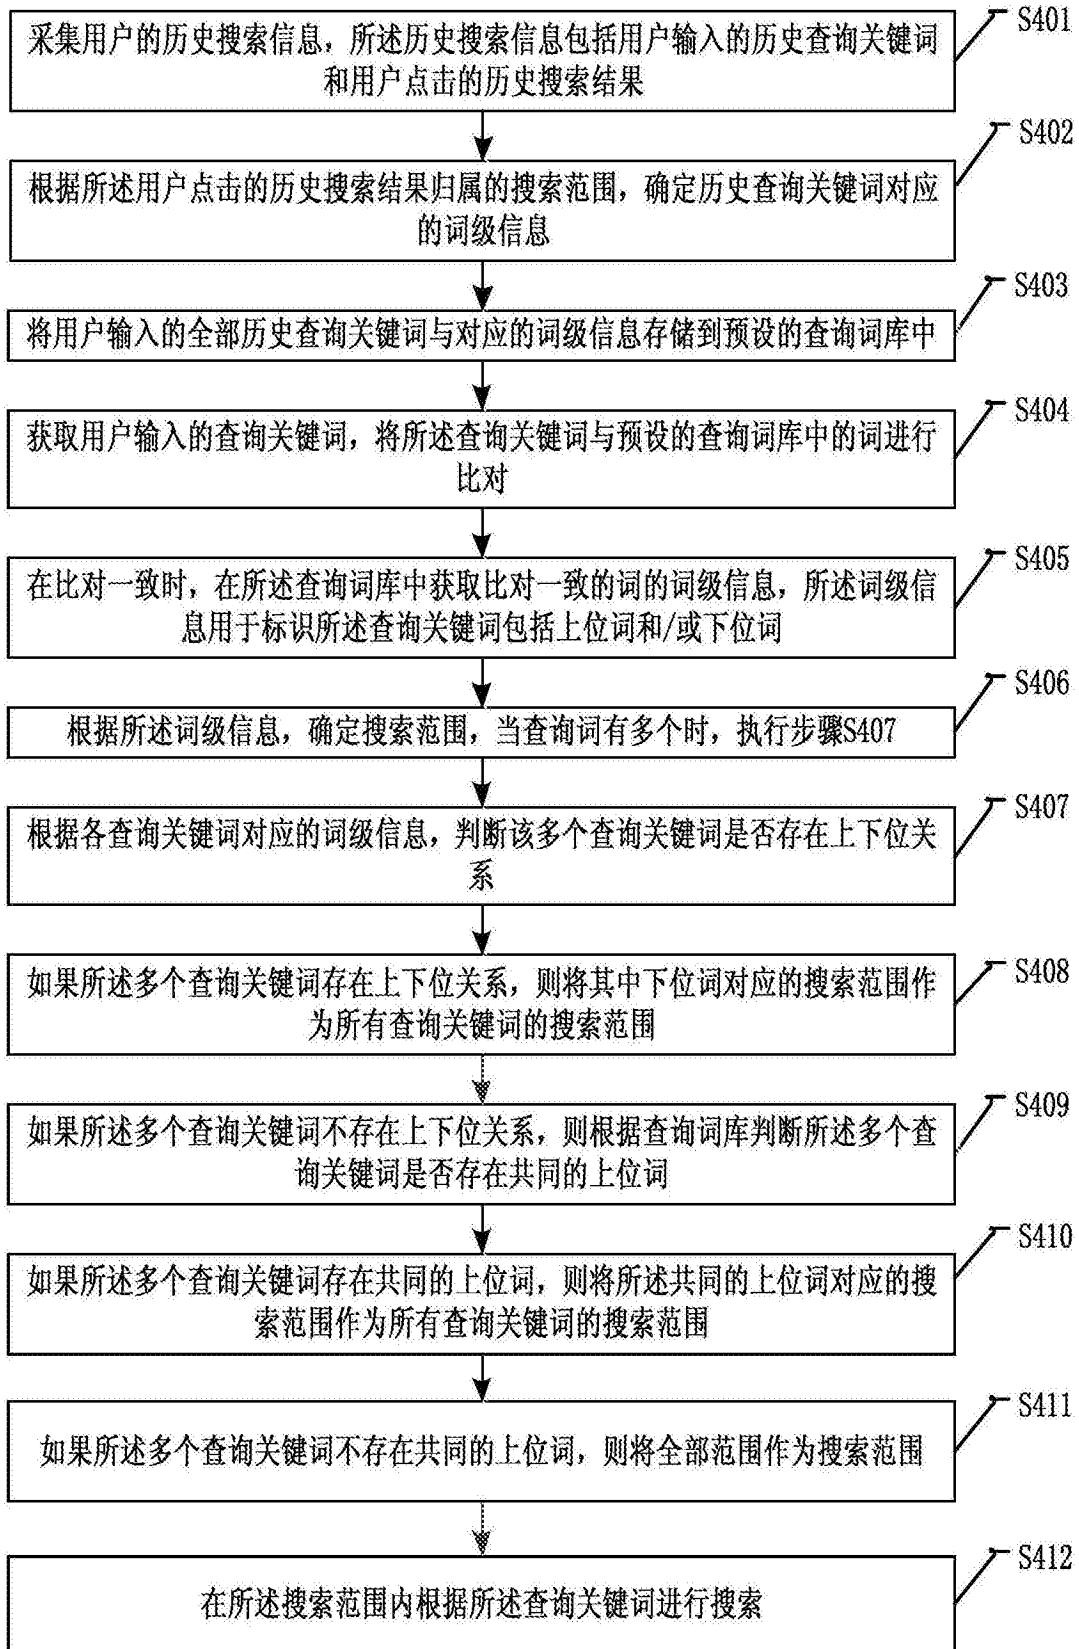 采集用户的历史搜索信息，所述历史搜索信息包括用户输入的历史查询关键词
和用户点击的历史搜索结果
S401
根据所述用户点击的历史搜索结果归属的搜索范围，确定历史查询关键词对应
的词级信息
S402
将用户输入的全部历史查询关键词与对应的词级信息存储到预设的查询词库中
S403
获取用户输入的查询关键词，将所述查询关键词与预设的查询词库中的词进行
比对
S404
在比对一致时，在所述查询词库中获取比对一致的词的词级信息，所述词级信
息用于标识所述查询关键词包括上位词和/或下位词
S405
根据所述词级信息，确定搜索范围，当查询词有多个时，执行步骤S407
S406
根据各查询关键词对应的词级信息，判断该多个查询关键词是否存在上下位关
系
S407
如果所述多个查询关键词存在上下位关系，则将其中下位词对应的搜索范围作
为所有查询关键词的搜索范围
S408
如果所述多个查询关键词不存在上下位关系，则根据查询词库判断所述多个查
询关键词是否存在共同的上位词
S409
如果所述多个查询关键词存在共同的上位词，则将所述共同的上位词对应的搜
索范围作为所有查询关键词的搜索范围
S410
如果所述多个查询关键词不存在共同的上位词，则将全部范围作为搜索范围
S411
在所述搜索范围内根据所述查询关键词进行搜索
S412